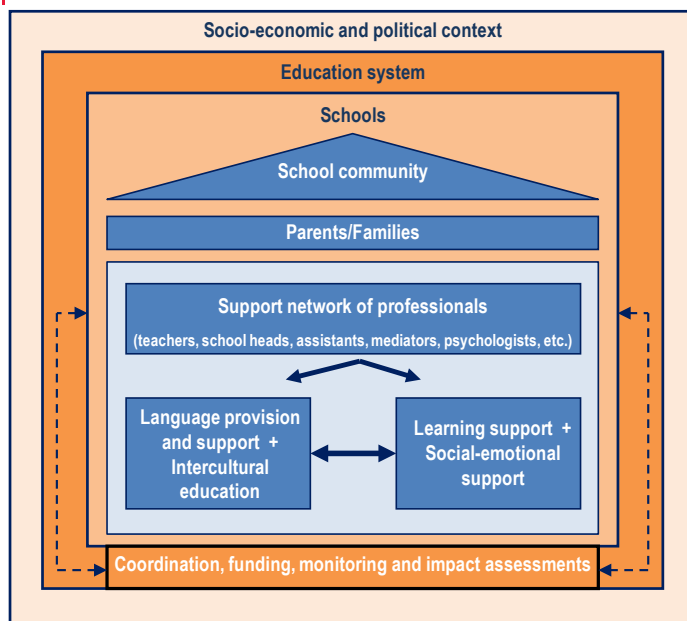 Socio-economic and political context
Education system
Schools
School community
Parents/Families
Support network of professionals
(teachers, school heads, assistants, mediators, psychologists, etc.)
Language provision
and support +
Intercultural
education
Learning support +
Social-emotional
support
Coordination, funding, monitoring and impact assessments